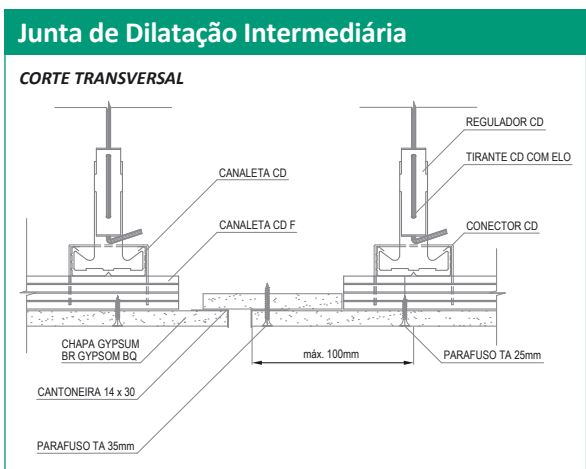 Junta de Dilatação Intermediária
CORTE TRANSVERSAL
REGULADOR CD
TIRANTE CD COM ELO
CANALETA CD
CANALETA CD F
CONECTOR CD
CHAPA GYPSUM
BR GYPSOM BQ
máx. 100mm
PARAFUSO TA 25mm
CANTONEIRA 14 x 30
PARAFUSO TA 35mm